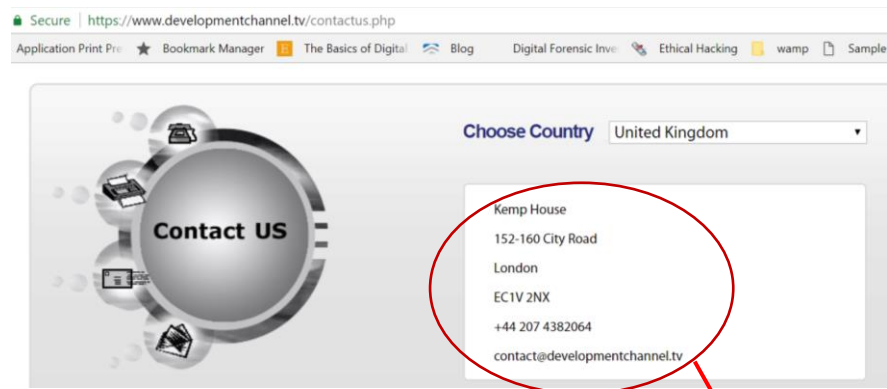 Secure | https://www.developmentchannel.tv/contactus.php
Application Print Pre Bookmark Manager The Basics of Digital Blog Digital Forensic Inve Ethical Hacking wamp Sample
Choose Country United Kingdom
Contact US
Kemp House
152-160 City Road
London
EC1V 2NX
+44 207 4382064
contact@developmentchannel.tv